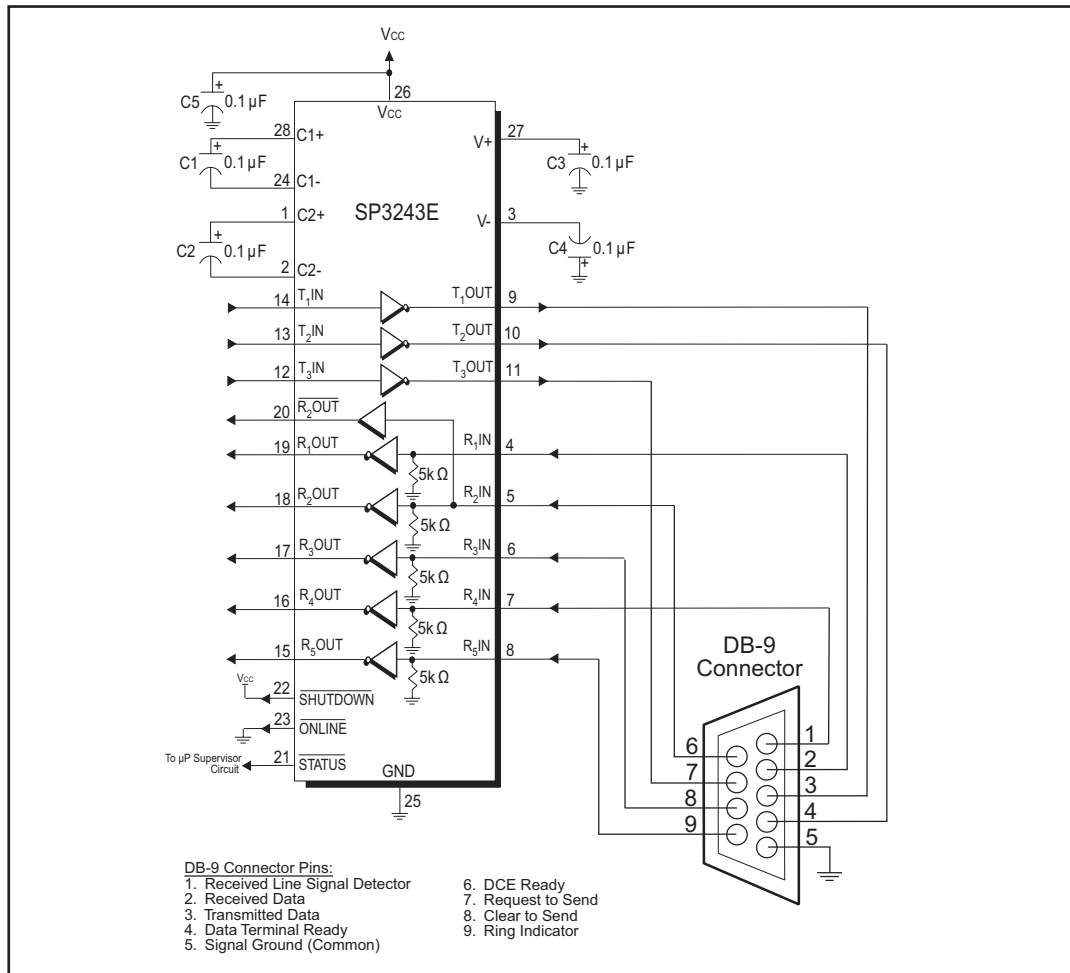 VCC
26
VCC
C5
+
0.1 µF
28
C1+
C1
+
0.1 µF
24
C1-
1
C2+
C2
+
0.1 µF
2
C2-
SP3243E
V+
27
C3
+
0.1 µF
V-
3
C4
0.1 µF
+
14 T1IN T1OUT 9
13 T2IN T2OUT 10
12 T3IN T3OUT 11
20 R2OUT
19 R1OUT R1IN 4
5k Ω
18 R2OUT R2IN 5
5k Ω
17 R3OUT R3IN 6
5k Ω
16 R4OUT R4IN 7
5k Ω
15 R5OUT R5IN 8
5k Ω
VCC
22 SHUTDOWN
23 ONLINE
To µP Supervisor
Circuit
21 STATUS
GND
25
DB-9
Connector
1
6
2
7
3
8
4
9
5
DB-9 Connector Pins:
1. Received Line Signal Detector
2. Received Data
3. Transmitted Data
4. Data Terminal Ready
5. Signal Ground (Common)
6. DCE Ready
7. Request to Send
8. Clear to Send
9. Ring Indicator